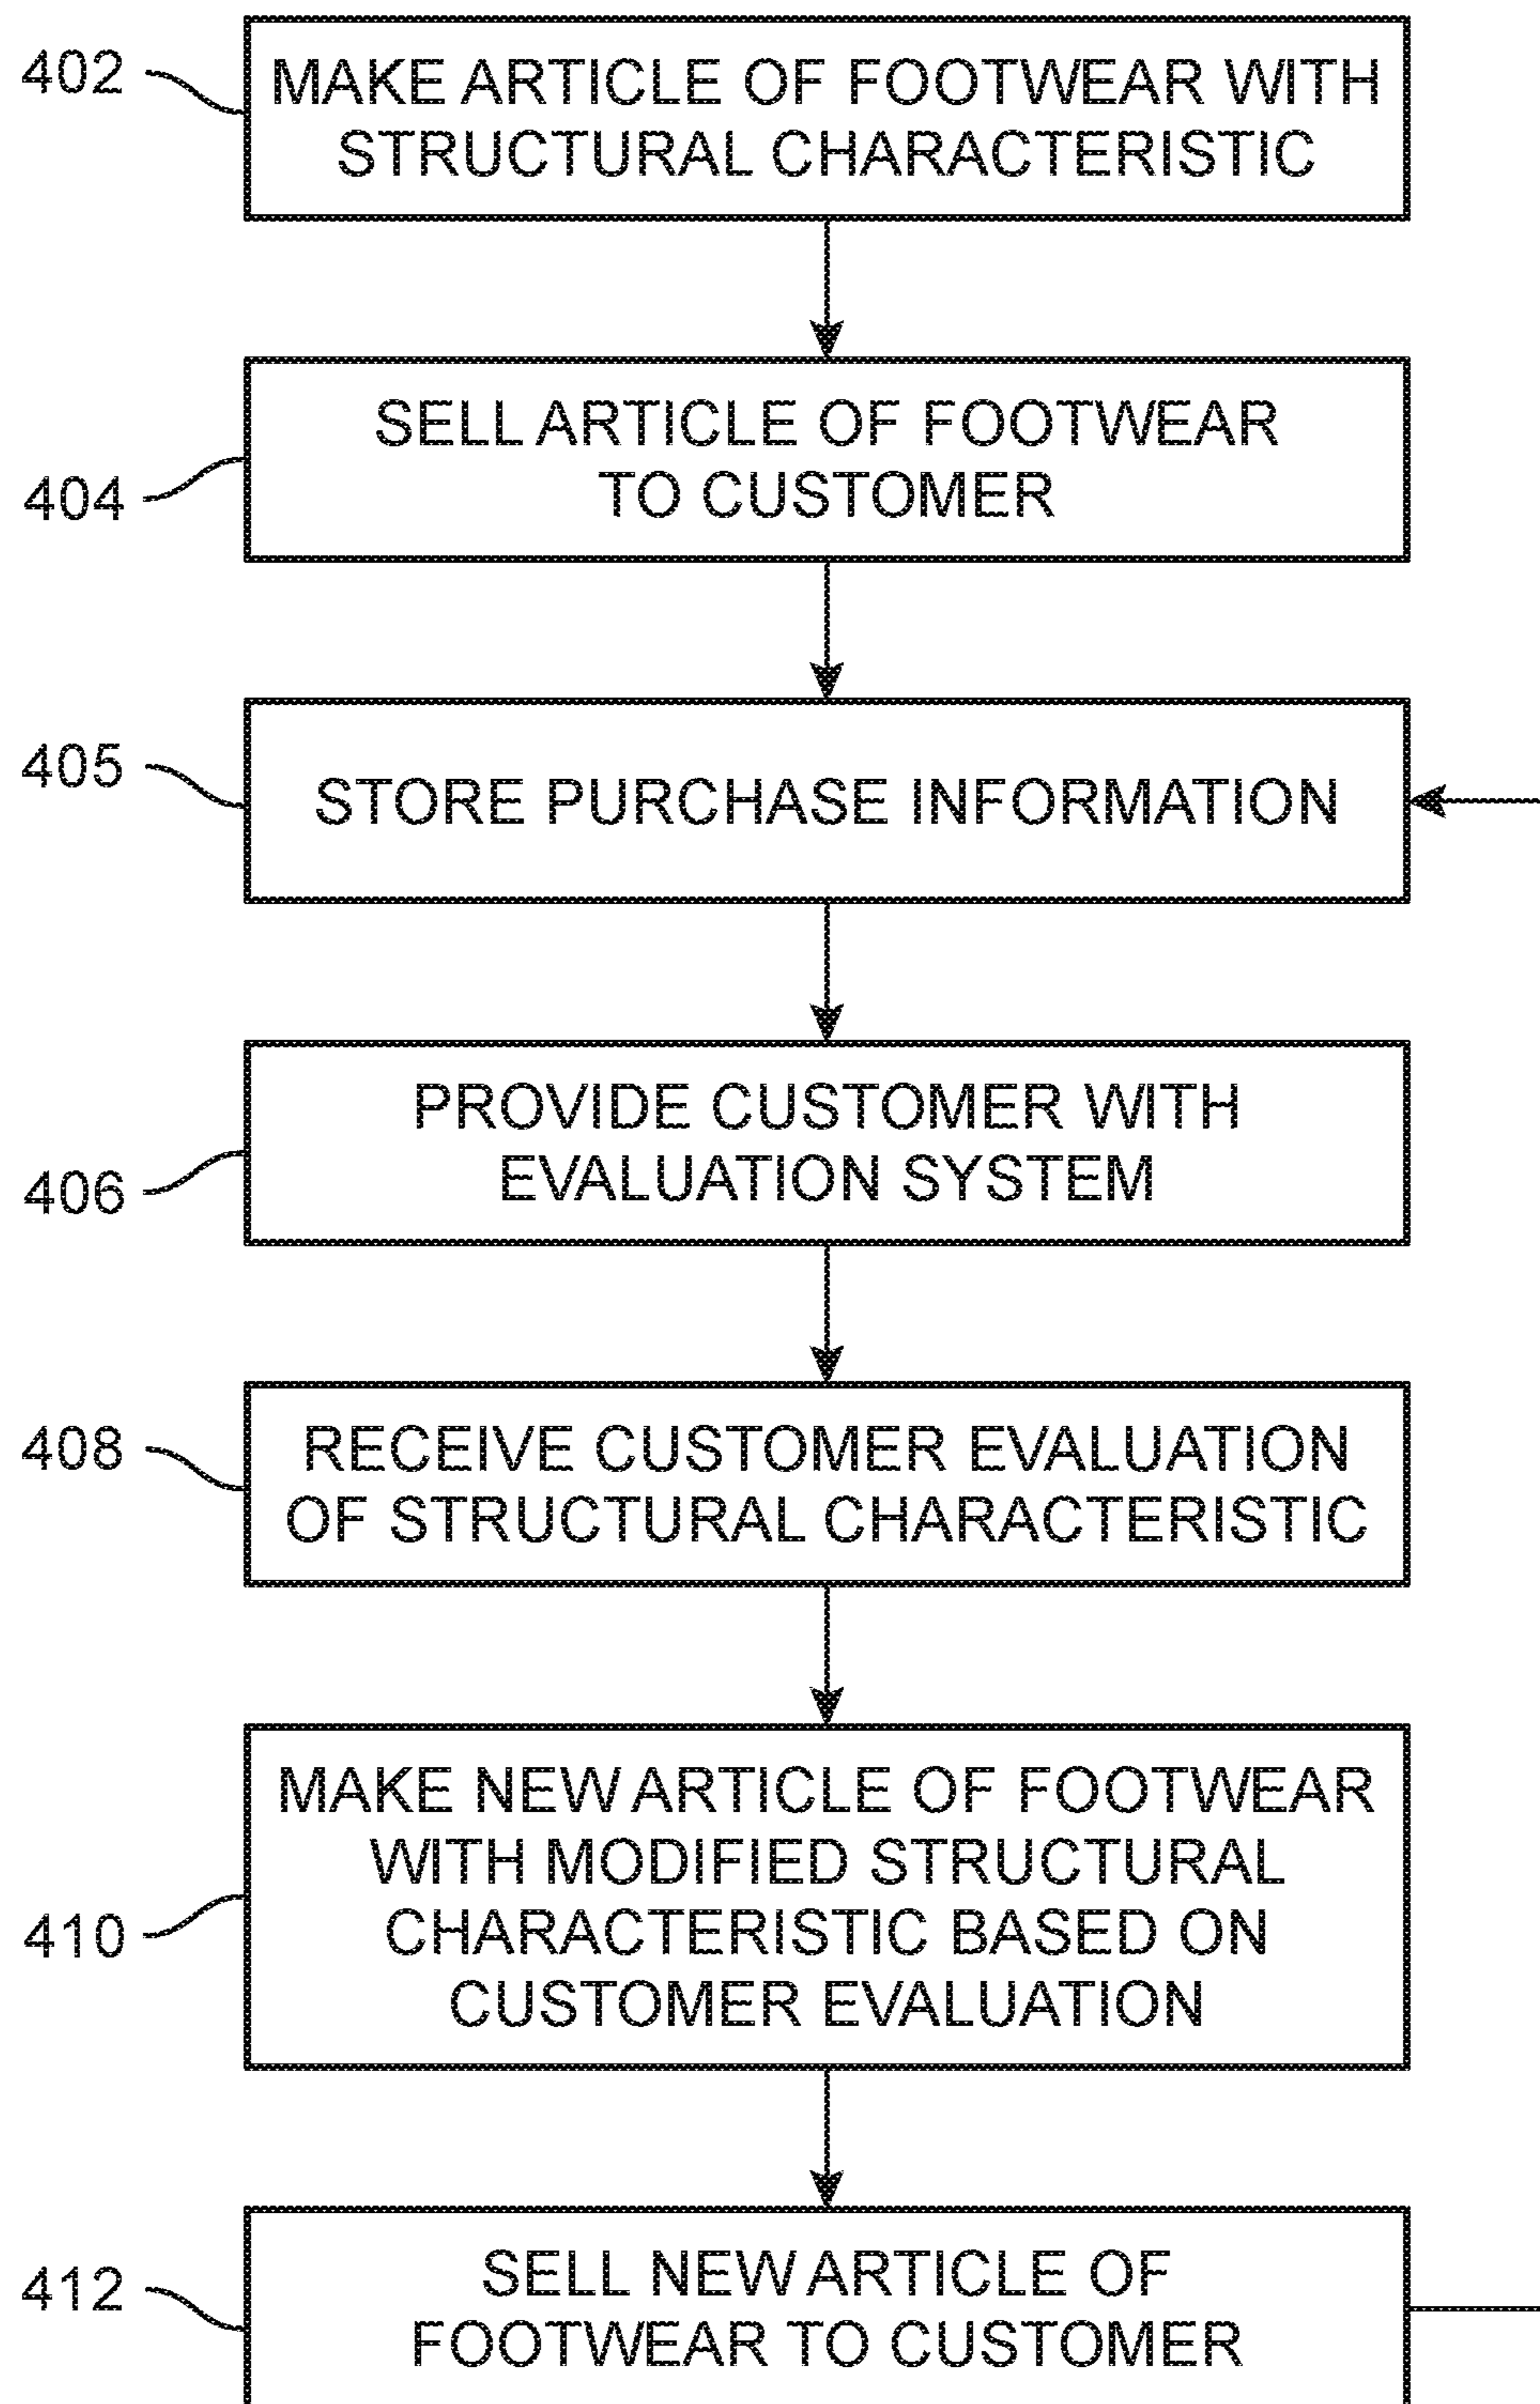 402
MAKE ARTICLE OF FOOTWEAR WITH
STRUCTURAL CHARACTERISTIC
SELL ARTICLE OF FOOTWEAR
TO CUSTOMER
404
405
STORE PURCHASE INFORMATION
PROVIDE CUSTOMER WITH
EVALUATION SYSTEM
406
408
RECEIVE CUSTOMER EVALUATION
OF STRUCTURAL CHARACTERISTIC
MAKE NEW ARTICLE OF FOOTWEAR
WITH MODIFIED STRUCTURAL
CHARACTERISTIC BASED ON
CUSTOMER EVALUATION
410
412
SELL NEW ARTICLE OF
FOOTWEAR TO CUSTOMER